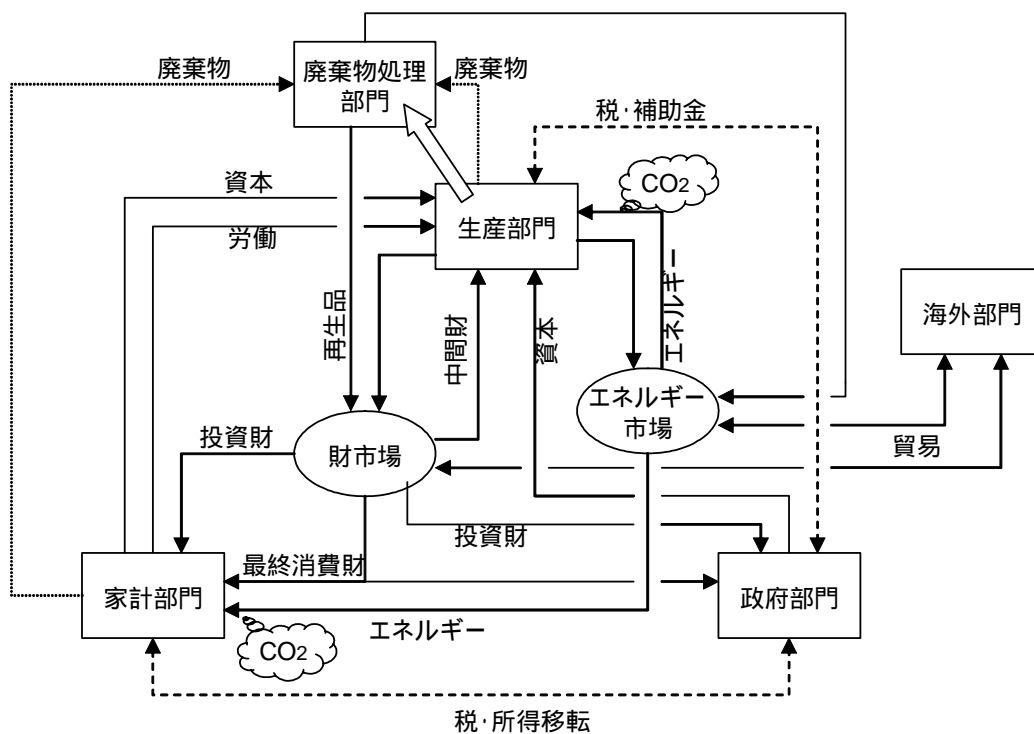 廃棄物
廃棄物処理
部門
廃棄物
税・補助金
資本
CO2
労働
生産部門
再生品
中間財
資本
エネルギー
海外部門
エネルギー
市場
投資財
財市場
貿易
投資財
最終消費財
家計部門
政府部門
エネルギー
CO2
税・所得移転